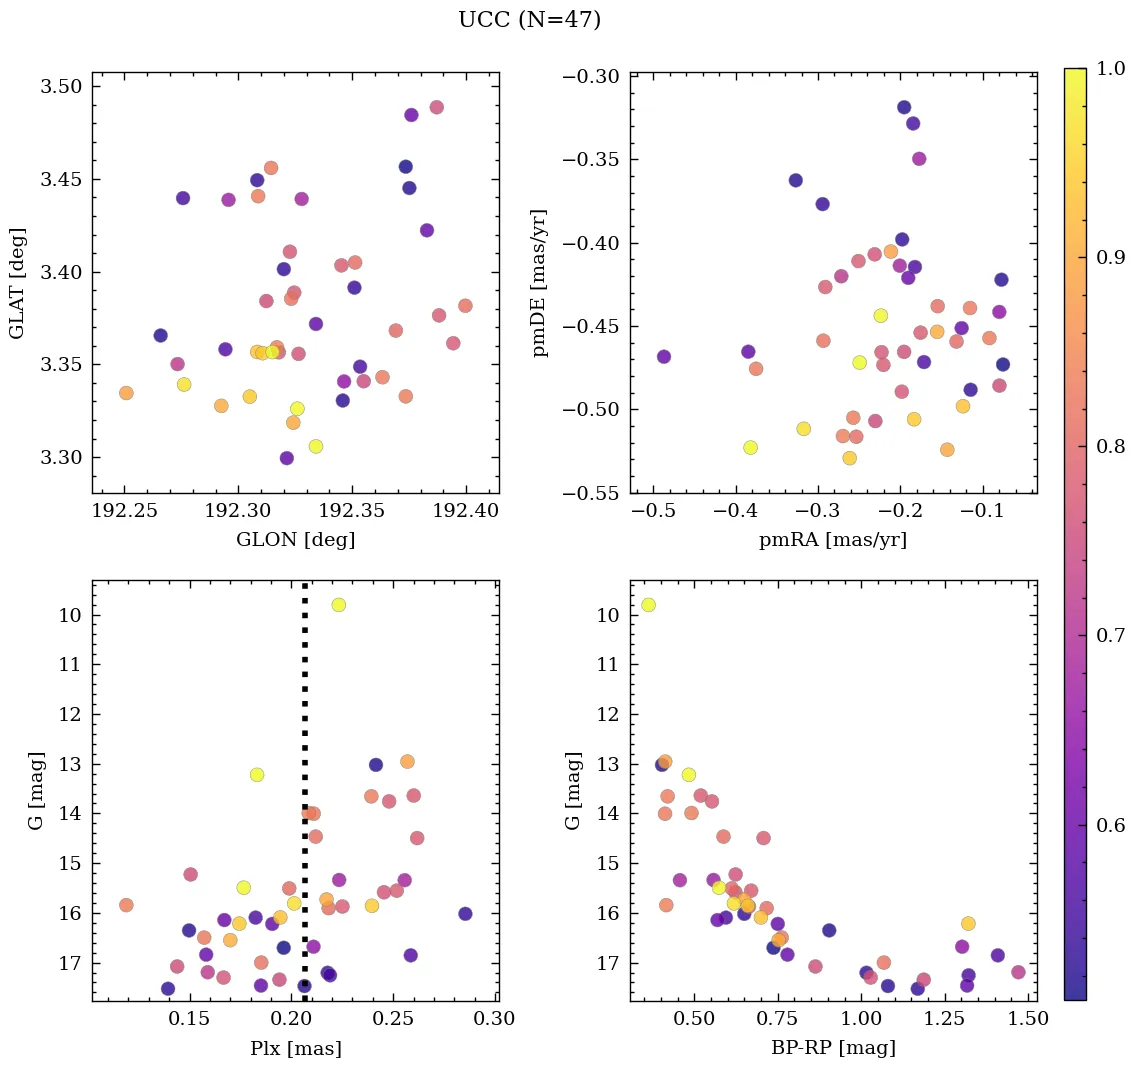 UCC (N=47)
3.50
3.45
3.40
3.35
3.30
GLAT [deg]
192.25 192.30 192.35 192.40
GLON [deg]
−0.30
−0.35
−0.40
−0.45
−0.50
−0.55
pmDE [mas/yr]
−0.5 −0.4 −0.3 −0.2 −0.1
pmRA [mas/yr]
10
11
12
13
14
15
16
17
G [mag]
0.15 0.20 0.25 0.30
Plx [mas]
10
11
12
13
14
15
16
17
G [mag]
0.50 0.75 1.00 1.25 1.50
BP-RP [mag]
1.0
0.9
0.8
0.7
0.6